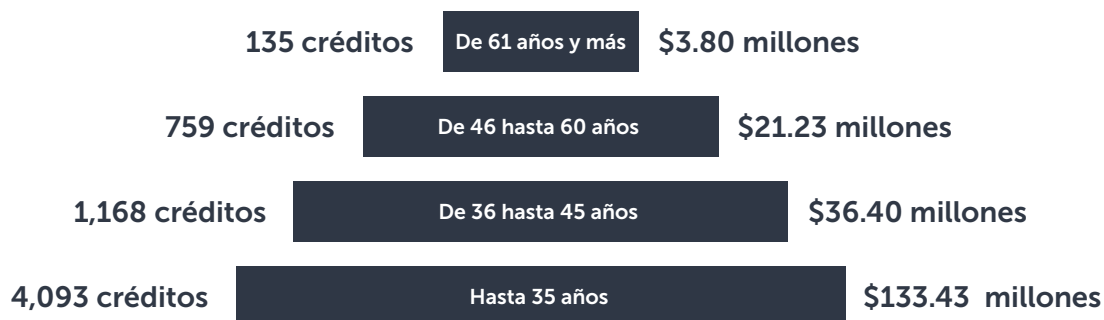 135 créditos De 61 años y más $3.80 millones
759 créditos De 46 hasta 60 años $21.23 millones
1,168 créditos De 36 hasta 45 años $36.40 millones
4,093 créditos Hasta 35 años $133.43 millones